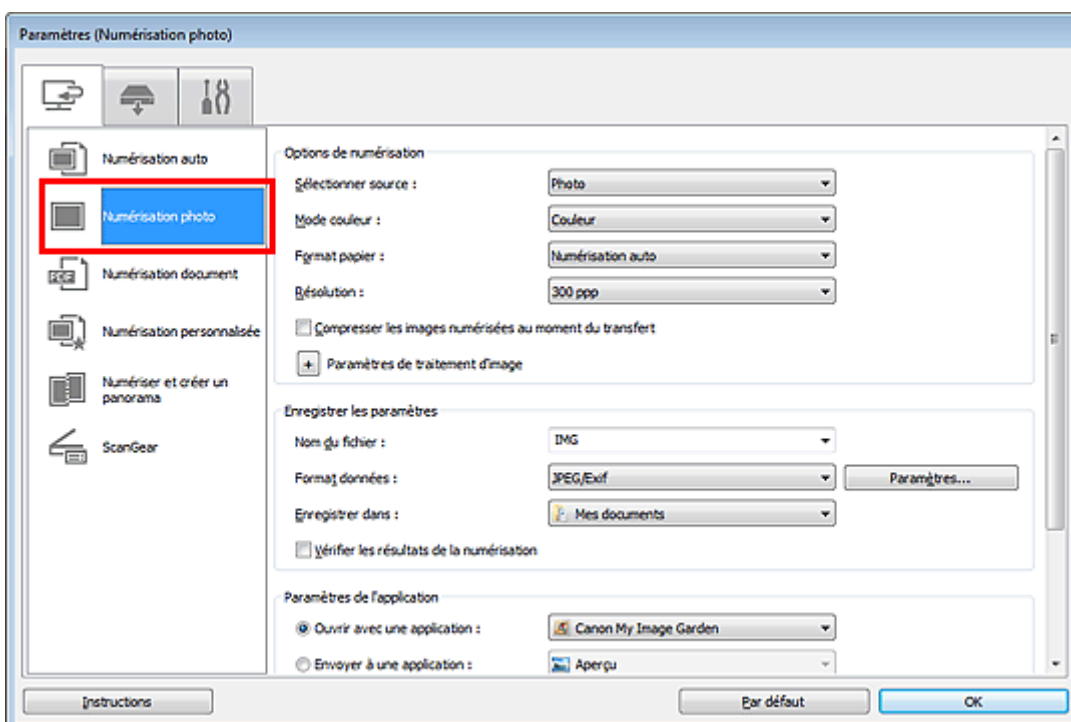 Paramètres (Numérisation photo)
Numérisation auto
Numérisation photo
PDF
Numérisation document
Numérisation personnalisée
Numériser et créer un
panorama
ScanGear
Options de numérisation
Sélectionner source : Photo
Mode couleur : Couleur
Format papier : Numérisation auto
Résolution : 300 ppp
Compresser les images numérisées au moment du transfert
+ Paramètres de traitement d'image
Enregistrer les paramètres
Nom du fichier : IMG
Format données : JPEG/Exif Paramètres...
Enregistrer dans : Mes documents
Vérifier les résultats de la numérisation
Paramètres de l'application
Ouvrir avec une application : Canon My Image Garden
Envoyer à une application : Aperçu
Instructions Par défaut OK